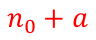 n₀ + a